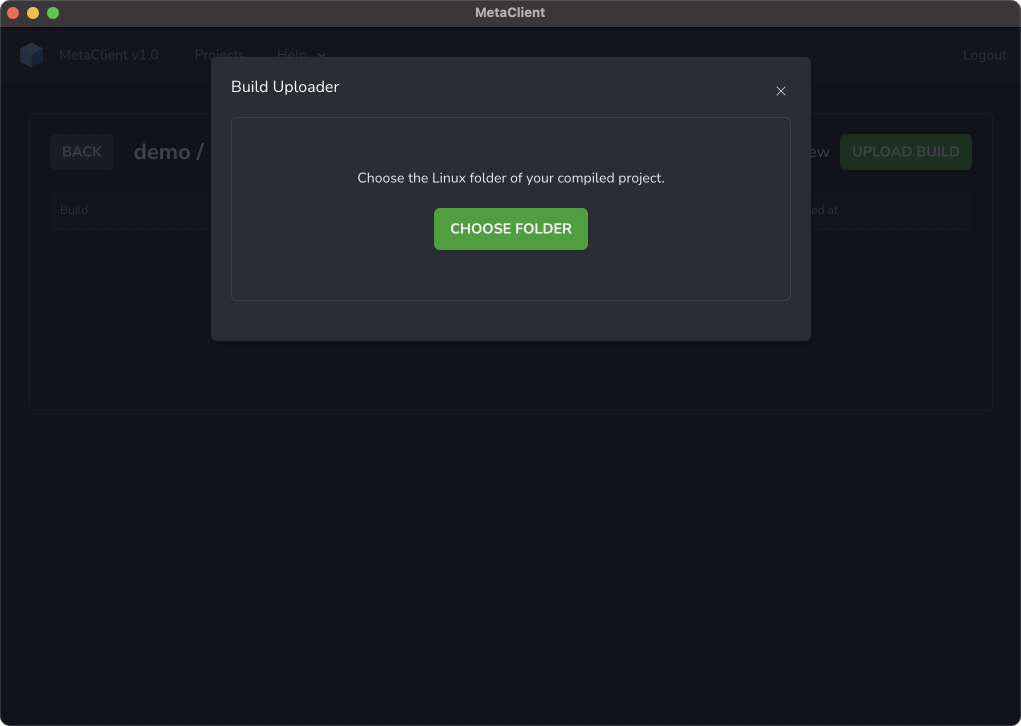 MetaClient
MetaClient v1.0 Projects Help Logout
Build Uploader
BACK demo / UPLOAD BUILD
Choose the Linux folder of your compiled project.
Build ed at
CHOOSE FOLDER